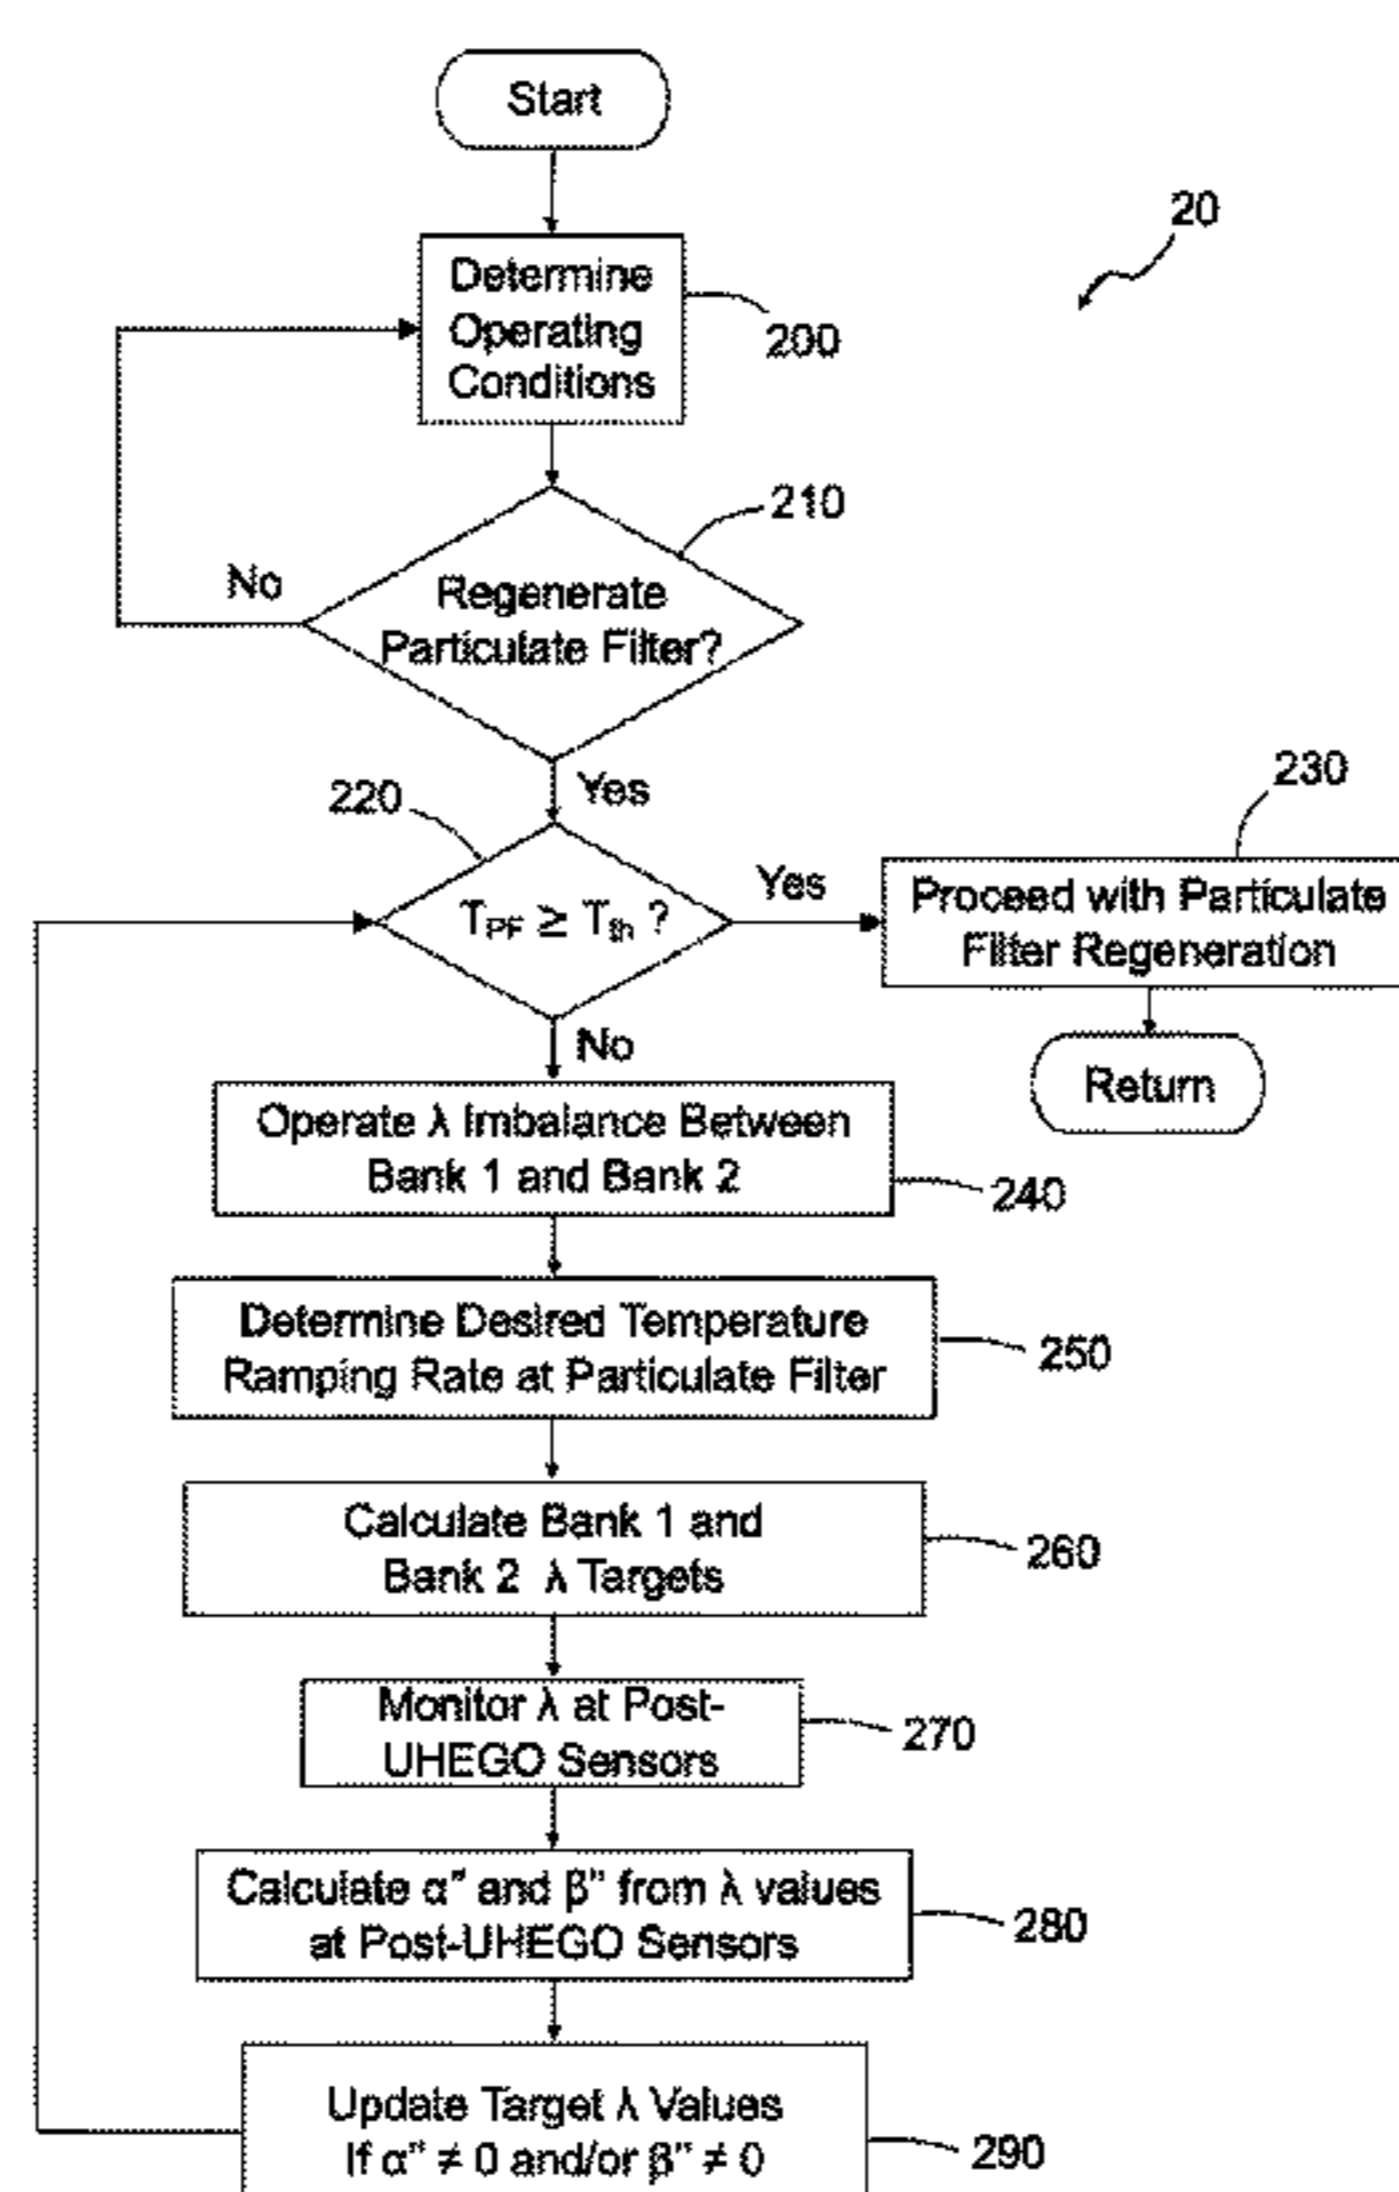 Start
20
Determine
Operating
Conditions
200
210
No
Regenerate
Particulate Filter?
Yes
220
230
T_PF ≥ T_th ?
Yes
Proceed with Particulate
Filter Regeneration
No
Return
Operate λ Imbalance Between
Bank 1 and Bank 2
240
Determine Desired Temperature
Ramping Rate at Particulate Filter
250
Calculate Bank 1 and
Bank 2 λ Targets
260
Monitor λ at Post-
UHEGO Sensors
270
Calculate α" and β" from λ values
at Post-UHEGO Sensors
280
Update Target λ Values
If α" ≠ 0 and/or β" ≠ 0
290